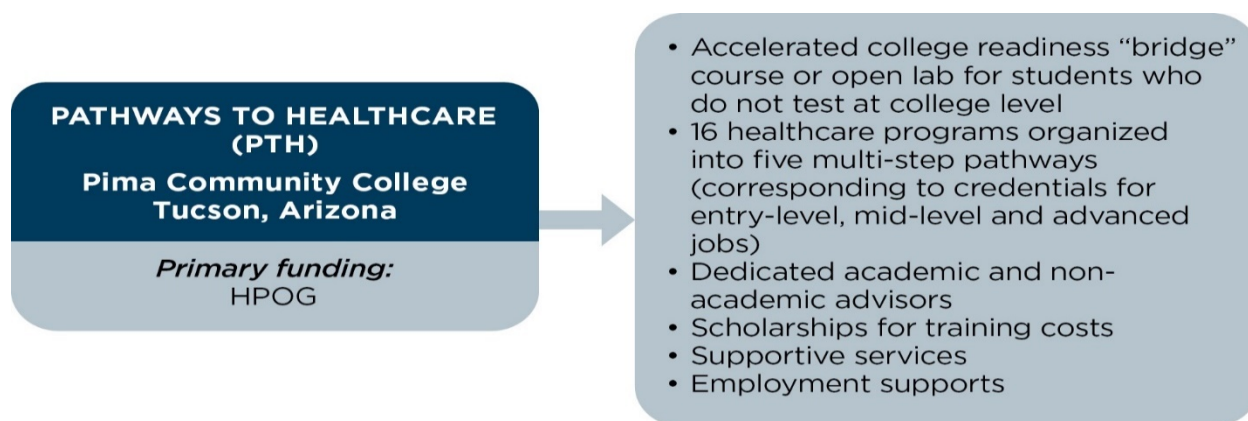 PATHWAYS TO HEALTHCARE
(PTH)
Pima Community College
Tucson, Arizona
Primary funding:
HPOG
• Accelerated college readiness “bridge”
course or open lab for students who
do not test at college level
• 16 healthcare programs organized
into five multi-step pathways
(corresponding to credentials for
entry-level, mid-level and advanced
jobs)
• Dedicated academic and non-
academic advisors
• Scholarships for training costs
• Supportive services
• Employment supports